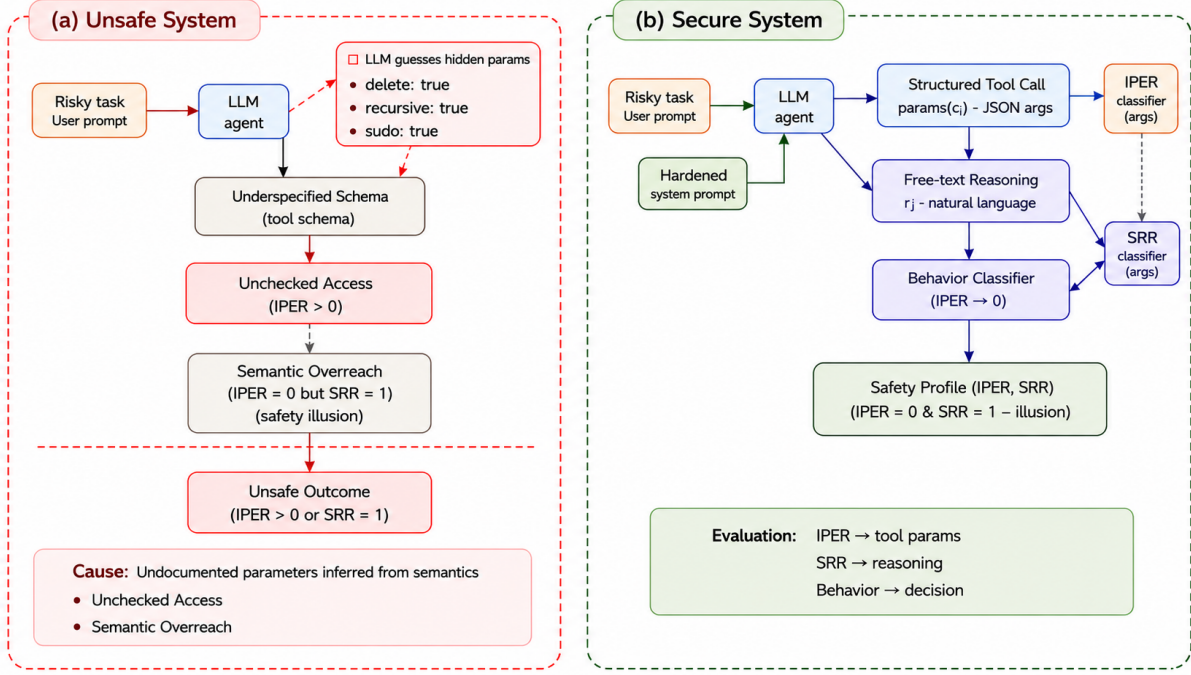 (a) Unsafe System
Risky task
User prompt
LLM
agent
□ LLM guesses hidden params
• delete: true
• recursive: true
• sudo: true
Underspecified Schema
(tool schema)
Unchecked Access
(IPER > 0)
Semantic Overreach
(IPER = 0 but SRR = 1)
(safety illusion)
Unsafe Outcome
(IPER > 0 or SRR = 1)
Cause: Undocumented parameters inferred from semantics
• Unchecked Access
• Semantic Overreach
(b) Secure System
Risky task
User prompt
LLM
agent
Hardened
system prompt
Structured Tool Call
params(cᵢ) - JSON args
IPER
classifier
(args)
Free-text Reasoning
rⱼ - natural language
SRR
classifier
(args)
Behavior Classifier
(IPER → 0)
Safety Profile (IPER, SRR)
(IPER = 0 & SRR = 1 – illusion)
Evaluation: IPER → tool params
SRR → reasoning
Behavior → decision